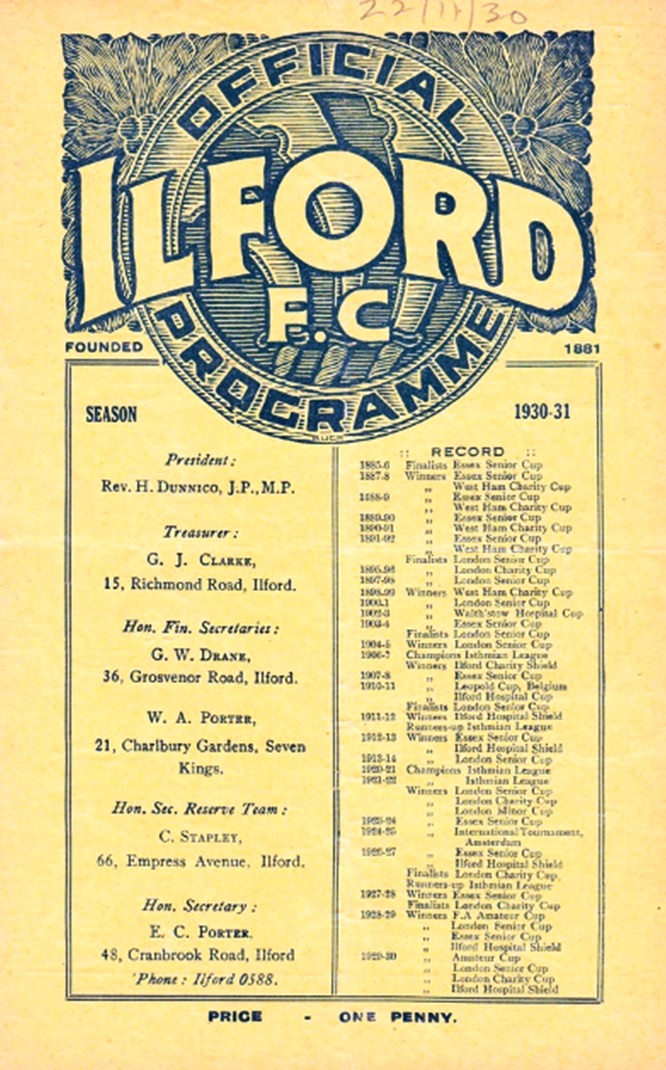 22/11/30
OFFICIAL
ILFORD
F.C.
PROGRAMME
FOUNDED 1881
SEASON 1930-31
President:
Rev. H. DUNNICO, J.P., M.P.
Treasurer:
G. J. CLARKE,
15, Richmond Road, Ilford.
Hon. Fin. Secretaries:
G. W. DRANE,
36, Grosvenor Road, Ilford.
W. A. PORTER,
21, Charlbury Gardens, Seven
Kings.
Hon. Sec. Reserve Team:
C. STAPLEY,
66, Empress Avenue, Ilford.
Hon. Secretary:
E. C. PORTER.
48, Cranbrook Road, Ilford
'Phone: Ilford 0588.
:: RECORD ::
1885-6 Finalists Essex Senior Cup
1887-8 Winners Essex Senior Cup
„ West Ham Charity Cup
1888-9 „ Essex Senior Cup
„ West Ham Charity Cup
1889-90 „ Essex Senior Cup
1890-91 „ West Ham Charity Cup
1891-92 „ Essex Senior Cup
„ West Ham Charity Cup
Finalists London Senior Cup
1895-96 „ London Charity Cup
1897-98 „ London Senior Cup
1898-99 Winners West Ham Charity Cup
1900-1 „ London Senior Cup
1902-3 „ Walth'stow Hospital Cup
1903-4 „ Essex Senior Cup
Finalists London Senior Cup
1904-5 Winners London Senior Cup
1906-7 Champions Isthmian League
Winners Ilford Charity Shield
1907-8 „ Essex Senior Cup
1910-11 „ Leopold Cup, Belgium
„ Ilford Hospital Cup
Finalists London Senior Cup
1911-12 Winners Ilford Hospital Shield
Runners-up Isthmian League
1912-13 Winners Essex Senior Cup
„ Ilford Hospital Shield
1913-14 „ London Senior Cup
1920-21 Champions Isthmian League
1921-22 „ Isthmian League
Winners London Senior Cup
„ London Charity Cup
„ London Minor Cup
1923-24 „ Essex Senior Cup
1924-25 „ International Tournament,
Amsterdam
1926-27 „ Essex Senior Cup
„ Ilford Hospital Shield
Finalists London Charity Cup
Runners-up Isthmian League
1927-28 Winners Essex Senior Cup
Finalists London Charity Cup
1928-29 Winners F.A Amateur Cup
„ London Senior Cup
„ Essex Senior Cup
„ Ilford Hospital Shield
1929-30 „ Amateur Cup
„ London Senior Cup
„ London Charity Cup
„ Ilford Hospital Shield
PRICE - ONE PENNY.